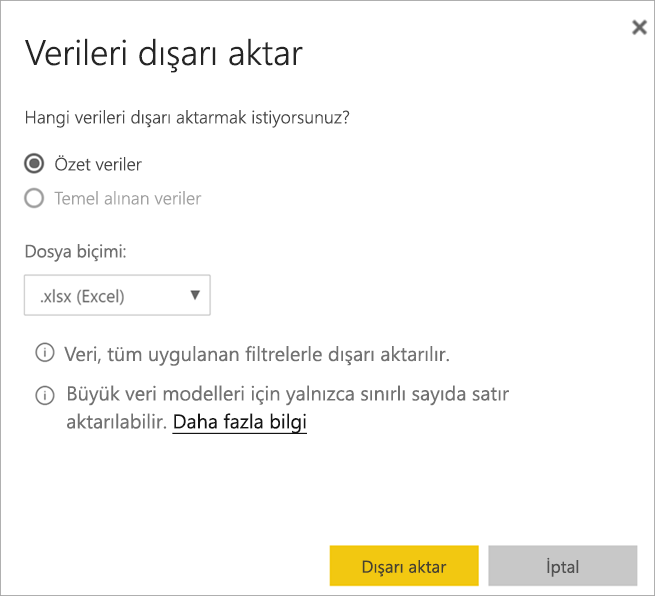 Verileri dışarı aktar
Hangi verileri dışarı aktarmak istiyorsunuz?
Özet veriler
Temel alınan veriler
Dosya biçimi:
.xlsx (Excel)
Veri, tüm uygulanan filtrelerle dışarı aktarılır.
Büyük veri modelleri için yalnızca sınırlı sayıda satır
aktarılabilir. Daha fazla bilgi
Dışarı aktar
İptal